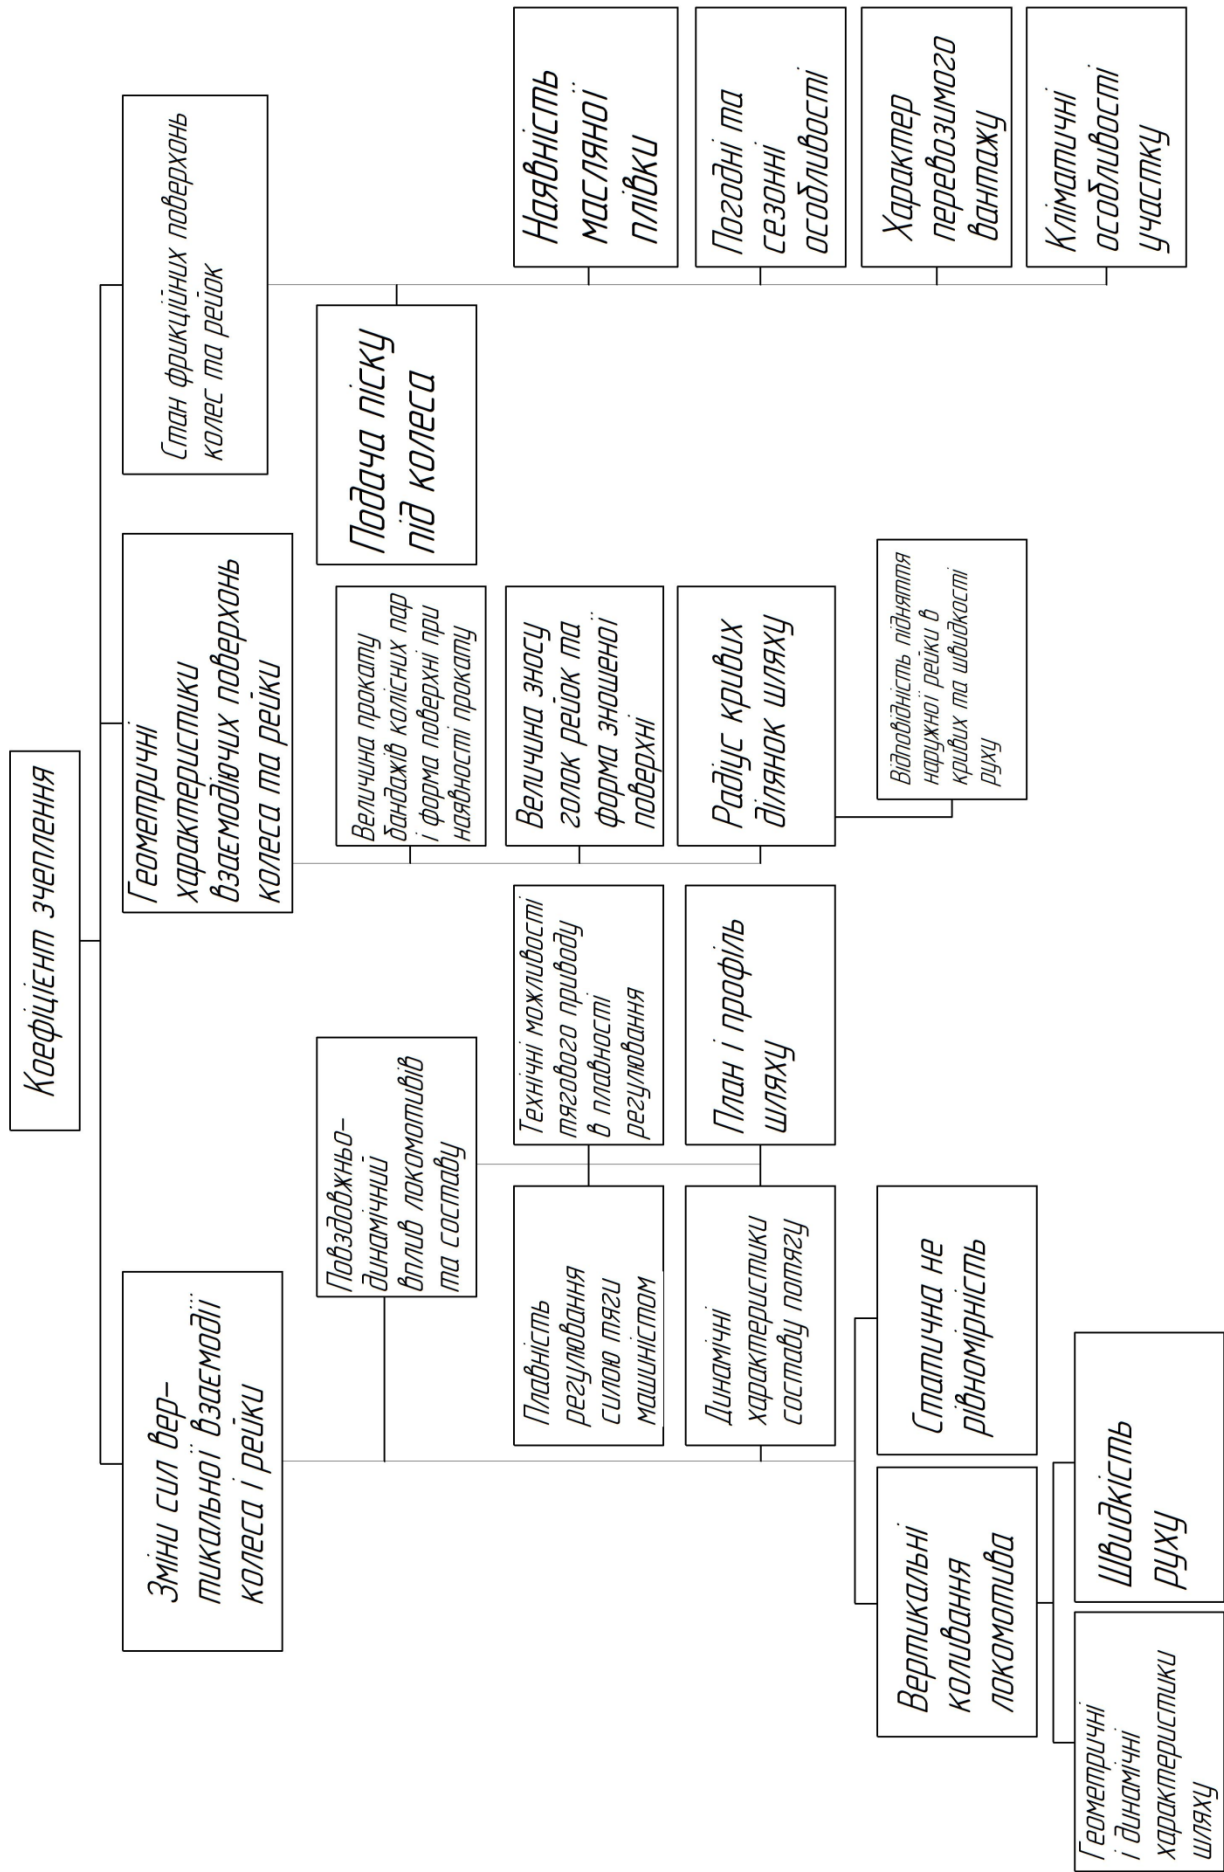 Коефіцієнт зчеплення
Зміни сил вер–
тикальної взаємодії
колеса і рейки
Геометричні
характеристики
взаємодіючих поверхонь
колеса та рейки
Стан фрикційних поверхонь
колес та рейок
Повздовжньо–
динамічний
вплив локомотивів
та составу
Плавність
регулювання
силою тяги
машиністом
Технічні можливості
тягового приводу
в плавності
регулювання
Динамічні
характеристики
составу потягу
План і профіль
шляху
Вертикальні
коливання
локомотива
Статична не
рівномірність
Геометричні
і динамічні
характеристики
шляху
Швидкість
руху
Величина прокату
бандажів колісних пар
і форма поверхні при
наявності прокату
Величина зносу
голок рейок та
форма зношеної
поверхні
Радіус кривих
ділянок шляху
Відповідність підняття
наружної рейки в
кривих та швидкості
руху
Подача піску
під колеса
Наявність
масляної
плівки
Погодні та
сезонні
особливості
Характер
перевозимого
вантажу
Кліматичні
особливості
участку